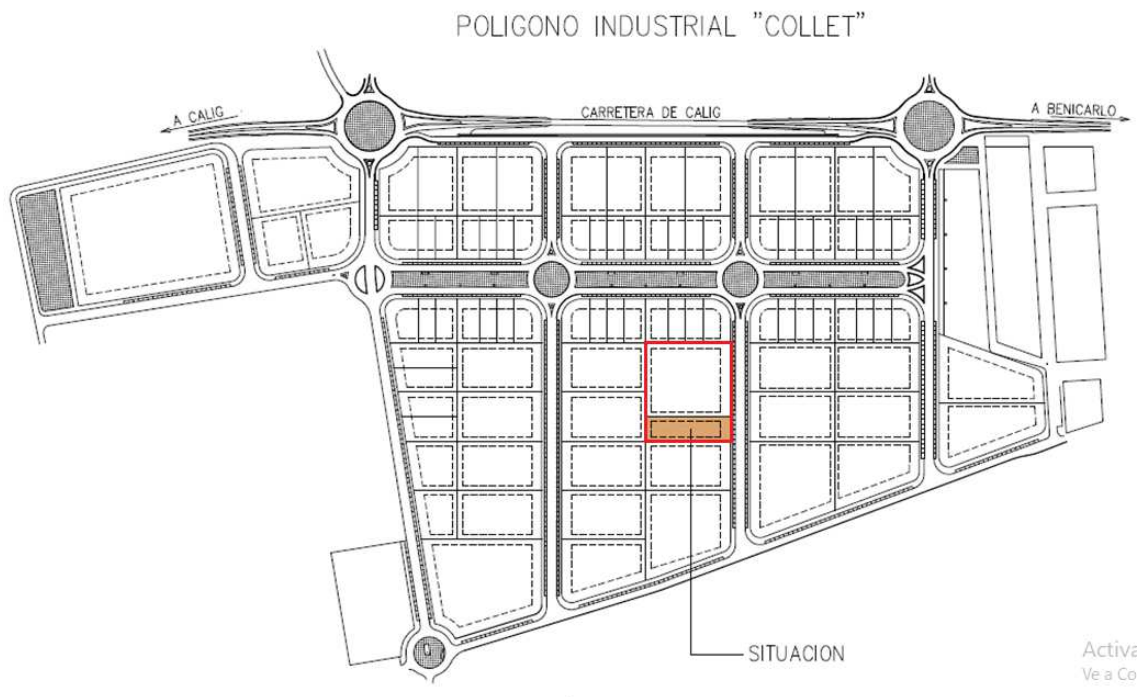 POLIGONO INDUSTRIAL "COLLET"
A CALIG
CARRETERA DE CALIG
A BENICARLO
SITUACION
Activa
Ve a Co